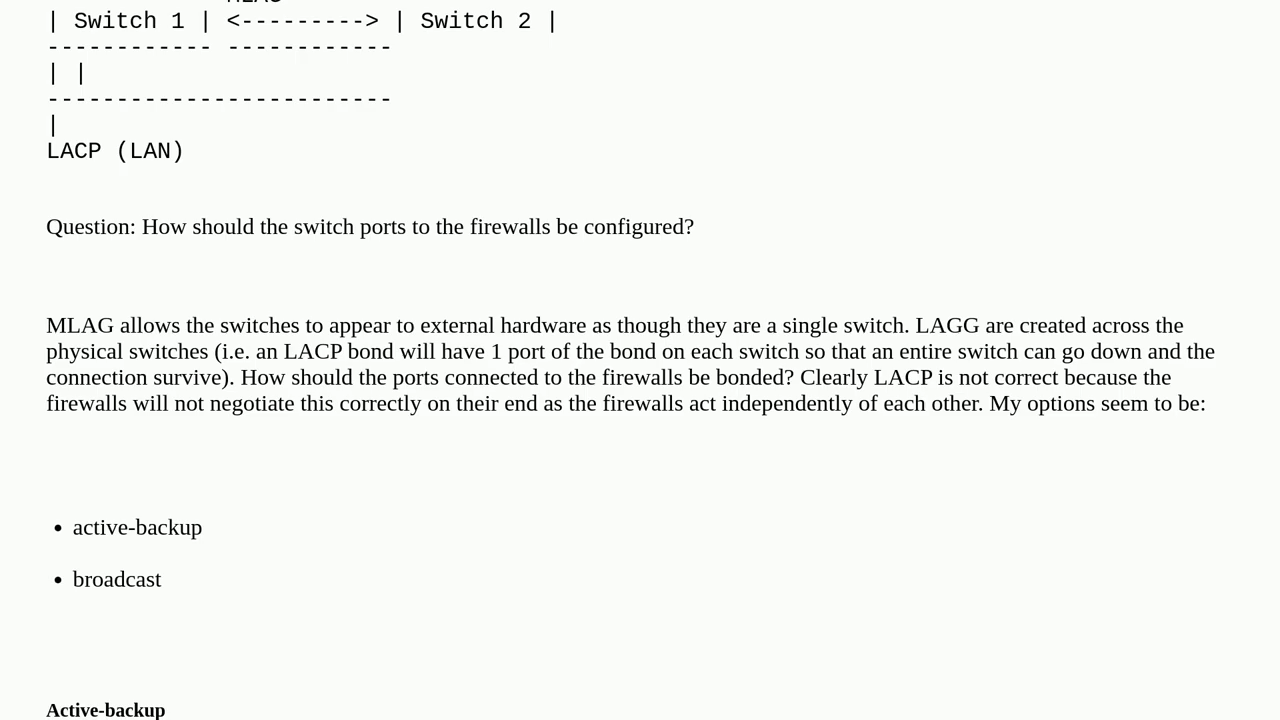 | Switch 1 | <---------> | Switch 2 |
------------ ------------
| |
-------------------------
|
LACP (LAN)
Question: How should the switch ports to the firewalls be configured?
MLAG allows the switches to appear to external hardware as though they are a single switch. LAGG are created across the
physical switches (i.e. an LACP bond will have 1 port of the bond on each switch so that an entire switch can go down and the
connection survive). How should the ports connected to the firewalls be bonded? Clearly LACP is not correct because the
firewalls will not negotiate this correctly on their end as the firewalls act independently of each other. My options seem to be:
• active-backup
• broadcast
Active-backup